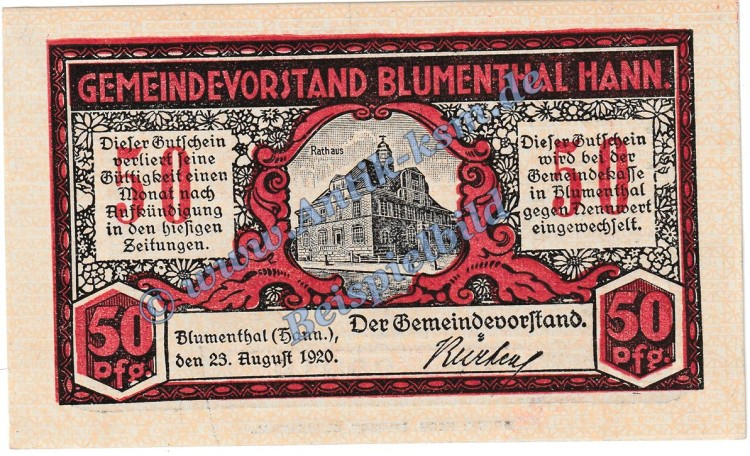 GEMEINDEVORSTAND BLUMENTHAL HANN.
Dieser Gutschein
verliert seine
Gültigkeit einen
Monat nach
Aufkündigung
in den hiesigen
Zeitungen.
50
Rathaus
Dieser Gutschein
wird bei der
Gemeindekasse
in Blumenthal
gegen Nennwert
eingewechselt.
50
50
Pfg.
Blumenthal (Hann.),
den 23. August 1920.
Der Gemeindevorstand.
50
Pfg.
© www.Antik-ksm.de
Beispielbild